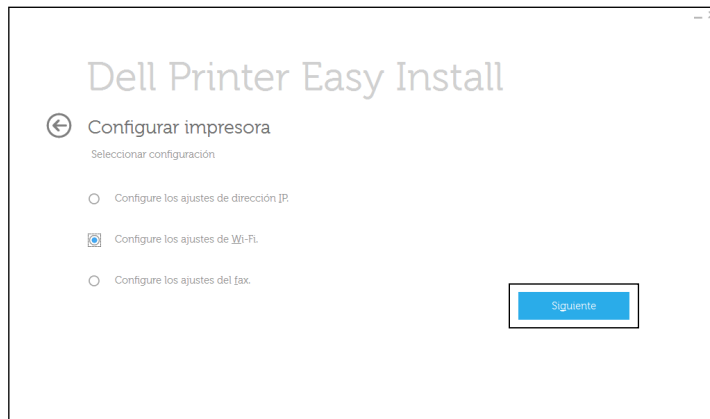 Dell Printer Easy Install
Configurar impresora
Seleccionar configuración
Configure los ajustes de dirección IP.
Configure los ajustes de Wi-Fi.
Configure los ajustes del fax.
Siguiente